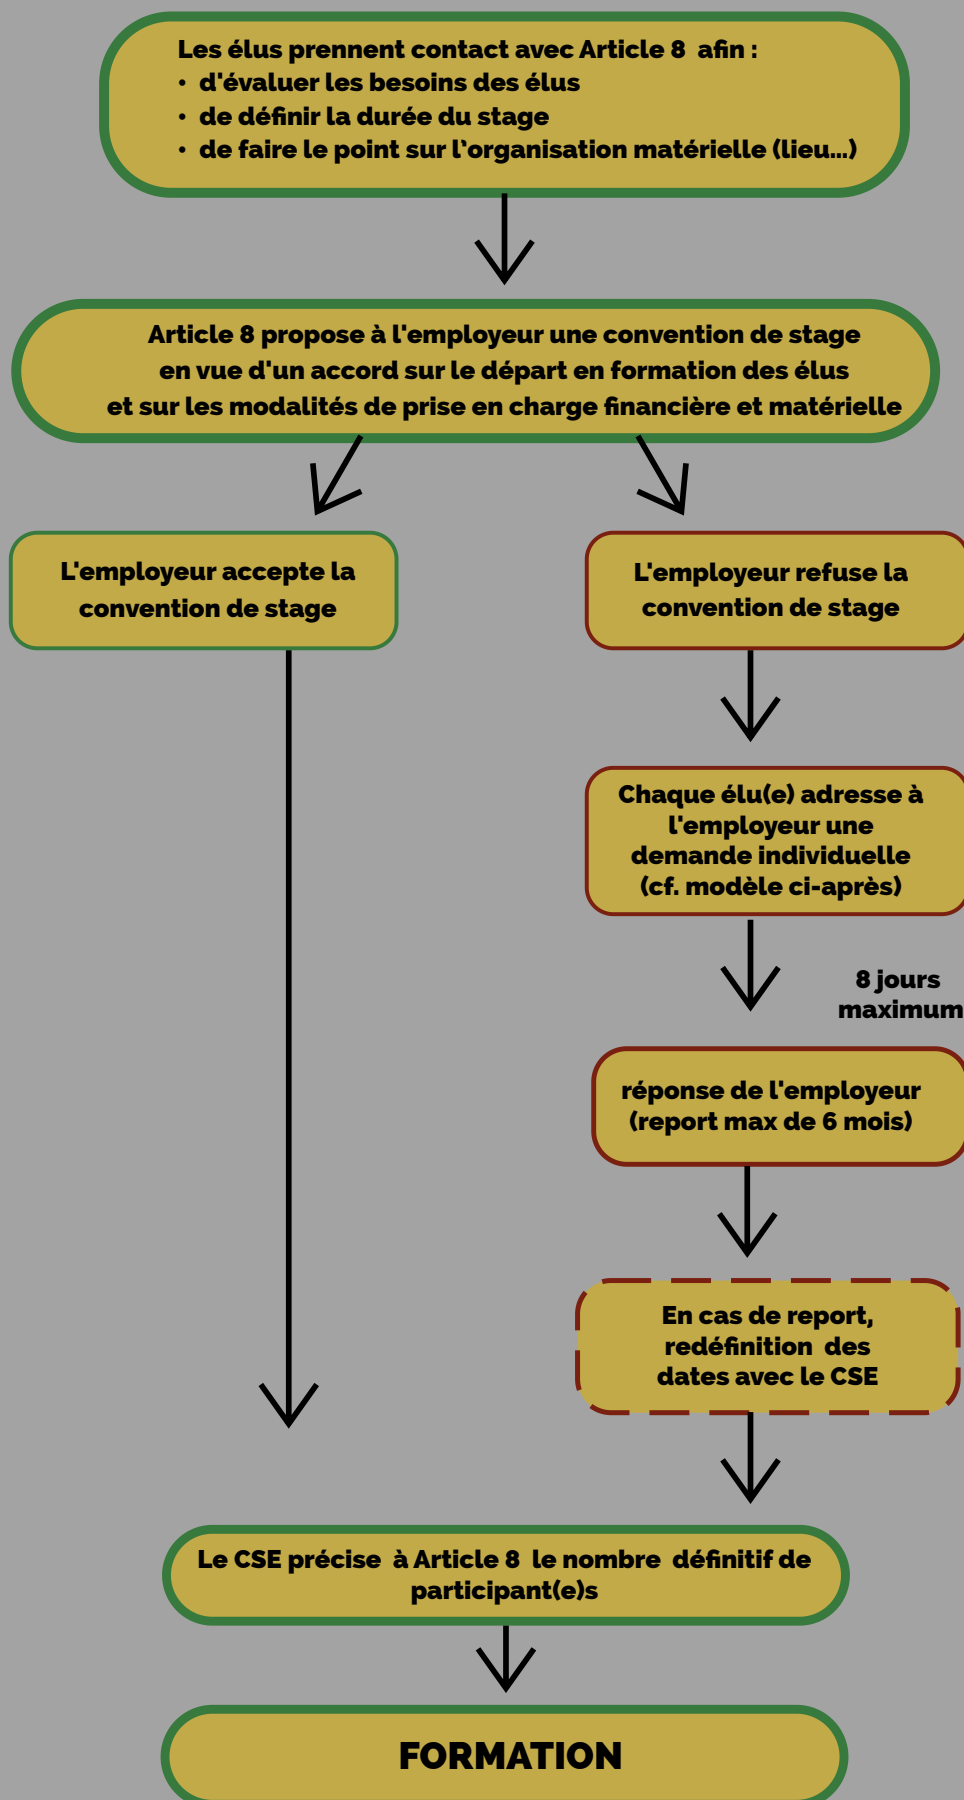 Les élus prennent contact avec Article 8 afin :
• d'évaluer les besoins des élus
• de définir la durée du stage
• de faire le point sur l'organisation matérielle (lieu...)
Article 8 propose à l'employeur une convention de stage
en vue d'un accord sur le départ en formation des élus
et sur les modalités de prise en charge financière et matérielle
L'employeur accepte la
convention de stage
L'employeur refuse la
convention de stage
Chaque élu(e) adresse à
l'employeur une
demande individuelle
(cf. modèle ci-après)
8 jours
maximum
réponse de l'employeur
(report max de 6 mois)
En cas de report,
redéfinition des
dates avec le CSE
Le CSE précise à Article 8 le nombre définitif de
participant(e)s
FORMATION